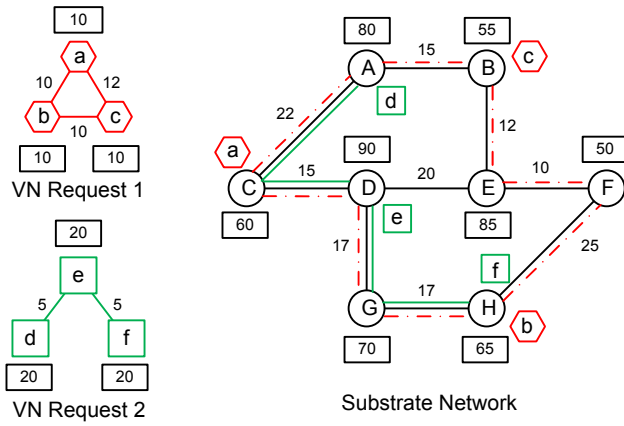 10
a
10 12
b 10 c
10 10
VN Request 1
20
e
5 5
d f
20 20
VN Request 2
80 55
15
A B c
d
22 12
a 90 50
15 20 10
C D E F
60 e 85
17 25
f
17
G H
b
70 65
Substrate Network